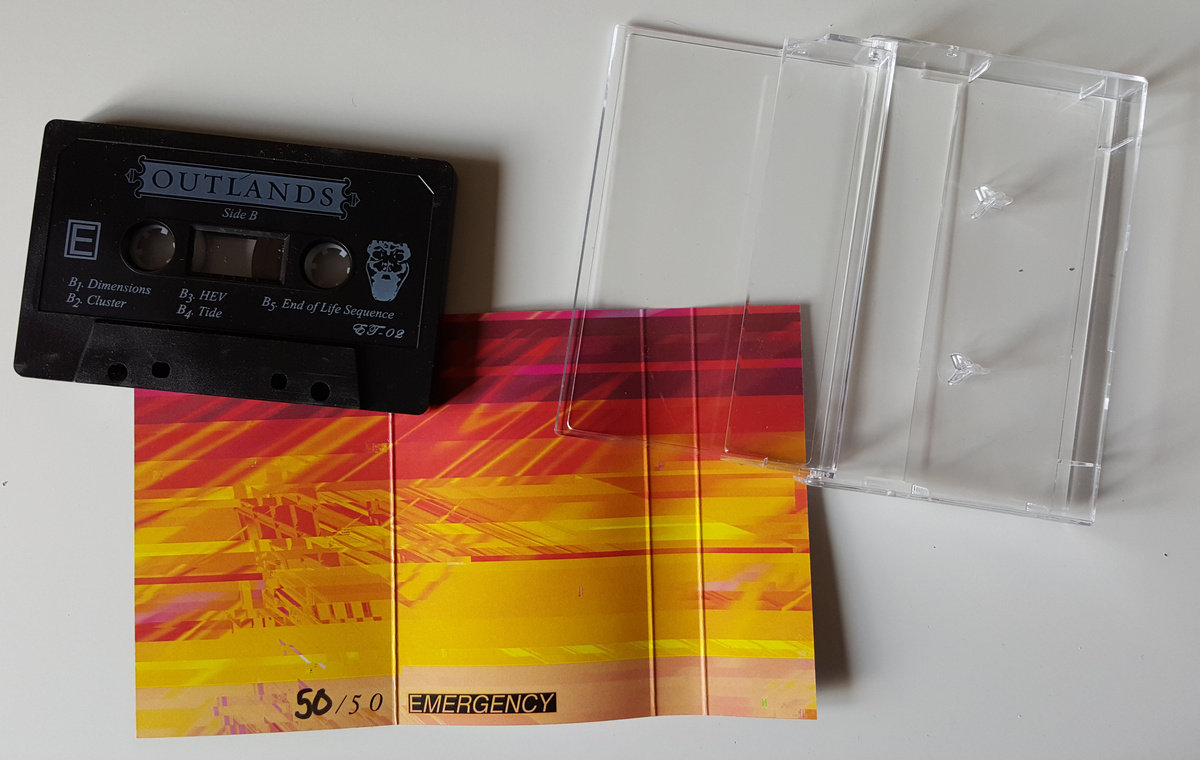 OUTLANDS
Side B
E
B1. Dimensions
B2. Cluster
B3. HEV
B4. Tide
B5. End of Life Sequence
ET-02
50/50
EMERGENCY